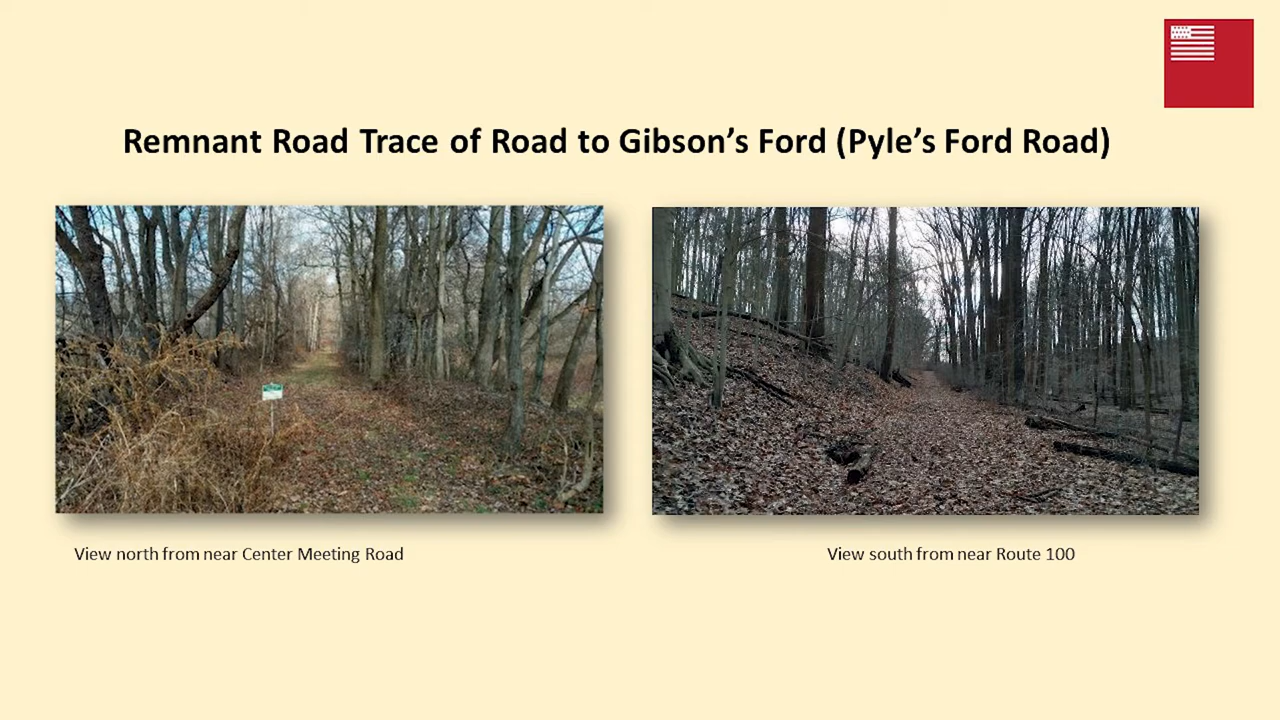 Remnant Road Trace of Road to Gibson’s Ford (Pyle’s Ford Road)
View north from near Center Meeting Road
View south from near Route 100